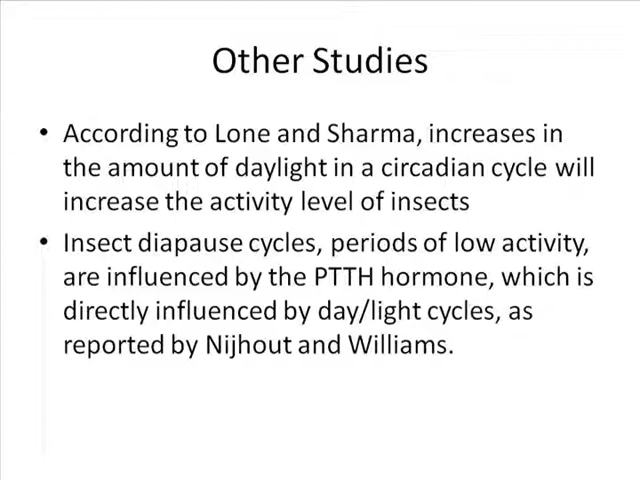 Other Studies
• According to Lone and Sharma, increases in
the amount of daylight in a circadian cycle will
increase the activity level of insects
• Insect diapause cycles, periods of low activity,
are influenced by the PTTH hormone, which is
directly influenced by day/light cycles, as
reported by Nijhout and Williams.